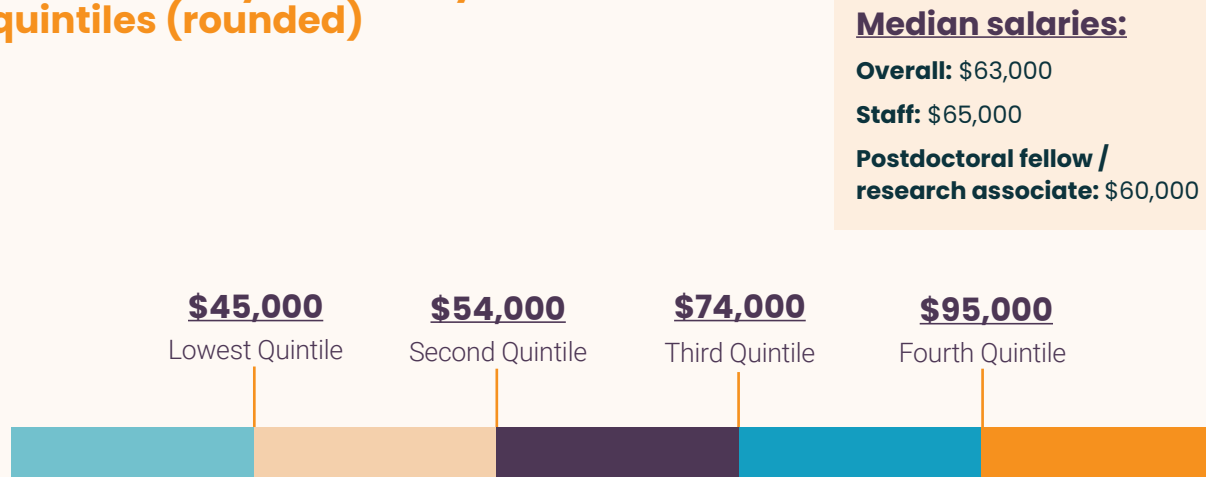 quintiles (rounded)
Median salaries:
Overall: $63,000
Staff: $65,000
Postdoctoral fellow /
research associate: $60,000
$45,000
Lowest Quintile
$54,000
Second Quintile
$74,000
Third Quintile
$95,000
Fourth Quintile